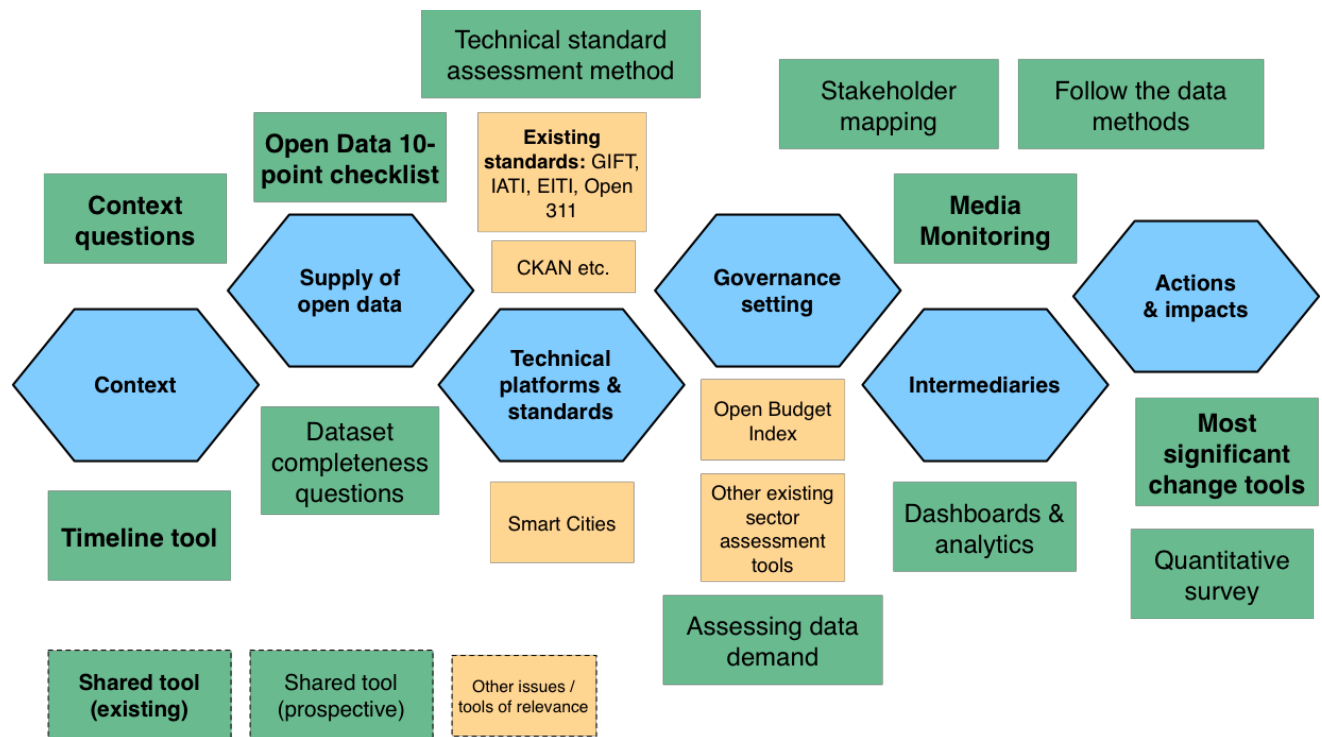 Technical standard
assessment method
Stakeholder
mapping
Follow the data
methods
Open Data 10-
point checklist
Existing
standards: GIFT,
IATI, EITI, Open
311
Context
questions
Media
Monitoring
CKAN etc.
Supply of
open data
Governance
setting
Actions
& impacts
Context
Technical
platforms &
standards
Intermediaries
Open Budget
Index
Dataset
completeness
questions
Most
significant
change tools
Timeline tool
Smart Cities
Other existing
sector
assessment
tools
Dashboards &
analytics
Quantitative
survey
Assessing data
demand
Shared tool
(existing)
Shared tool
(prospective)
Other issues /
tools of relevance